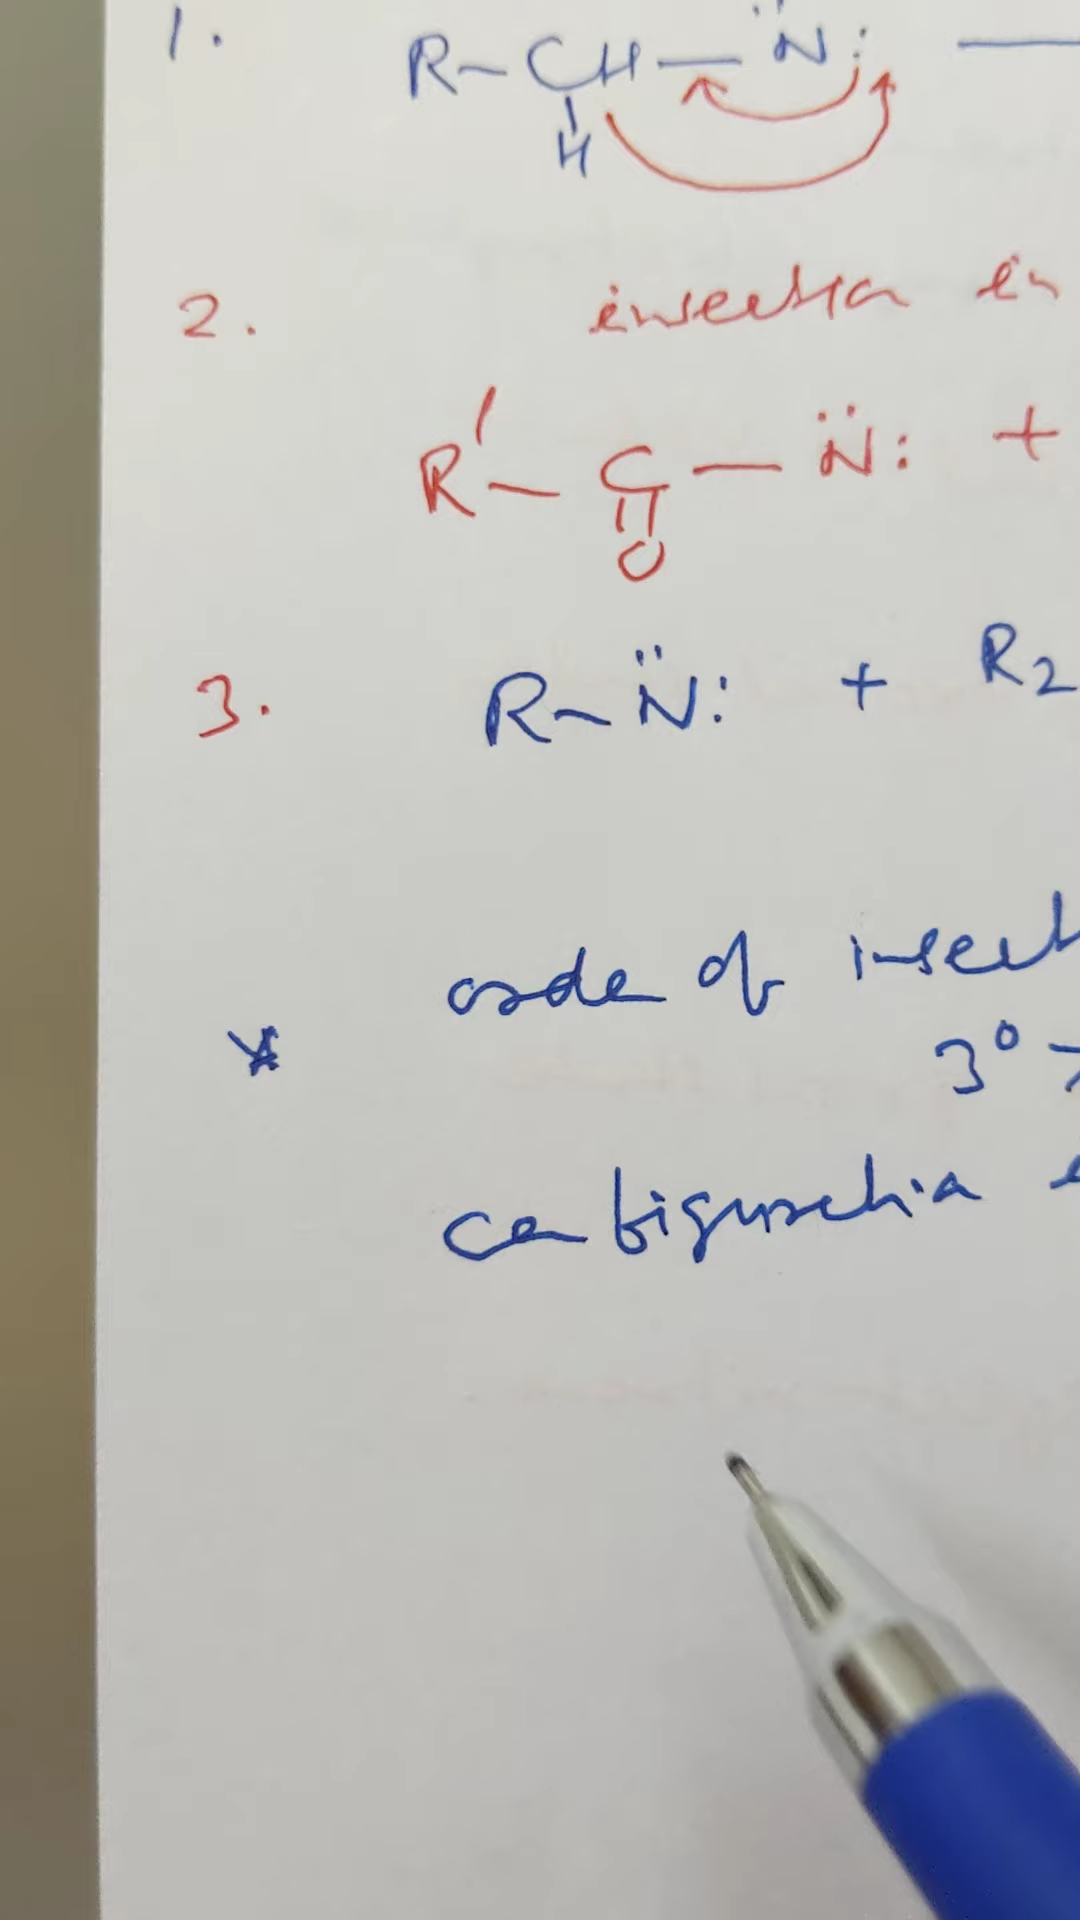 1. R-CH-N̈: —
H
2. insertion in
R'-C-N̈: +
O
3. R-N̈: + R2
order of insert
* 3° >
configuration